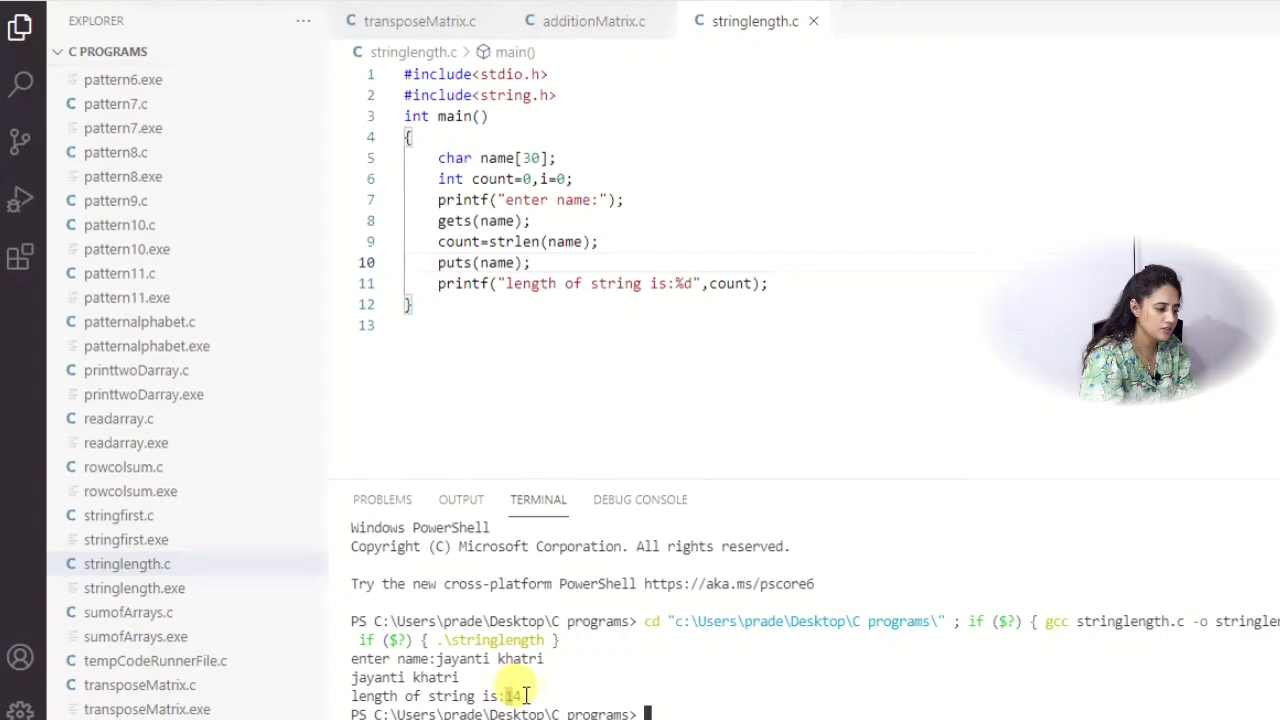 EXPLORER
C PROGRAMS
pattern6.exe
C pattern7.c
pattern7.exe
C pattern8.c
pattern8.exe
C pattern9.c
C pattern10.c
pattern10.exe
C pattern11.c
pattern11.exe
C patternalphabet.c
patternalphabet.exe
C printtwoDarray.c
printtwoDarray.exe
C readarray.c
readarray.exe
C rowcolsum.c
rowcolsum.exe
C stringfirst.c
stringfirst.exe
C stringlength.c
stringlength.exe
C sumofArrays.c
sumofArrays.exe
C tempCodeRunnerFile.c
C transposeMatrix.c
transposeMatrix.exe
C transposeMatrix.c C additionMatrix.c C stringlength.c
C stringlength.c > main()
1 #include<stdio.h>
2 #include<string.h>
3 int main()
4 {
5 char name[30];
6 int count=0,i=0;
7 printf("enter name:");
8 gets(name);
9 count=strlen(name);
10 puts(name);
11 printf("length of string is:%d",count);
12 }
13
PROBLEMS OUTPUT TERMINAL DEBUG CONSOLE
Windows PowerShell
Copyright (C) Microsoft Corporation. All rights reserved.
Try the new cross-platform PowerShell https://aka.ms/pscore6
PS C:\Users\prade\Desktop\C programs> cd "c:\Users\prade\Desktop\C programs\" ; if ($?) { gcc stringlength.c -o stringle
if ($?) { .\stringlength }
enter name:jayanti khatri
jayanti khatri
length of string is:14
PS C:\Users\prade\Desktop\C programs>